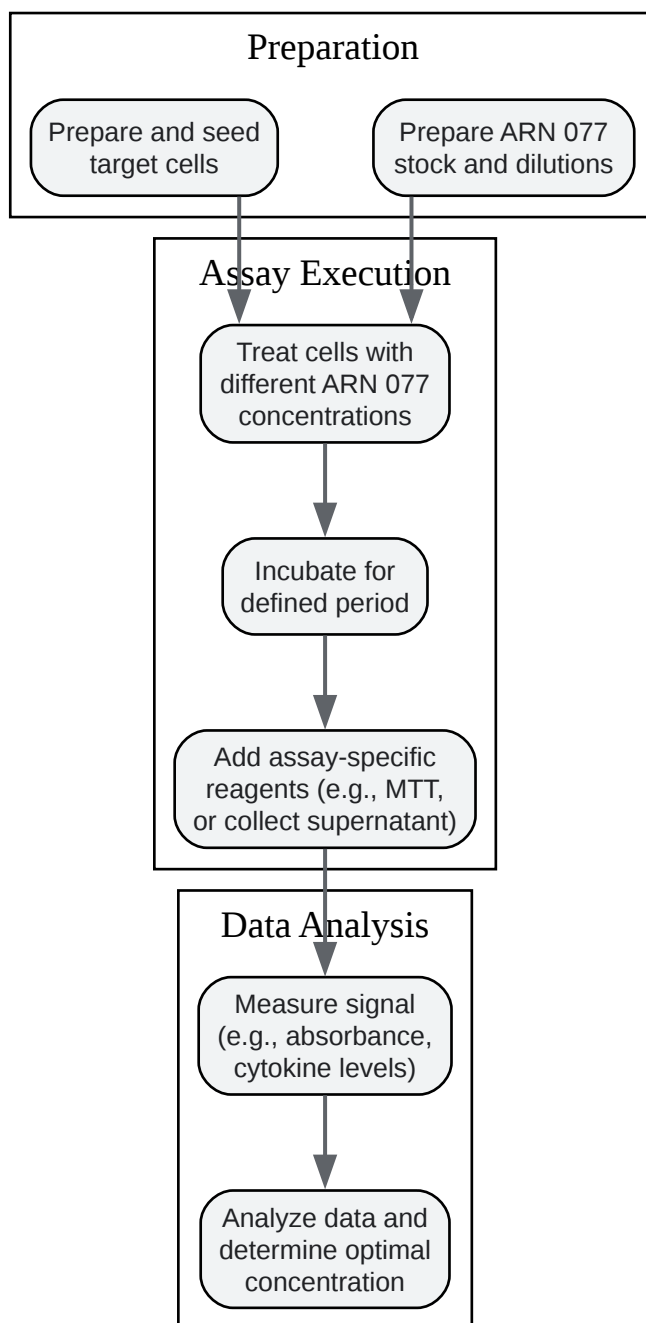 Preparation
Prepare and seed
target cells
Prepare ARN 077
stock and dilutions
Assay Execution
Treat cells with
different ARN 077
concentrations
Incubate for
defined period
Add assay-specific
reagents (e.g., MTT,
or collect supernatant)
Data Analysis
Measure signal
(e.g., absorbance,
cytokine levels)
Analyze data and
determine optimal
concentration